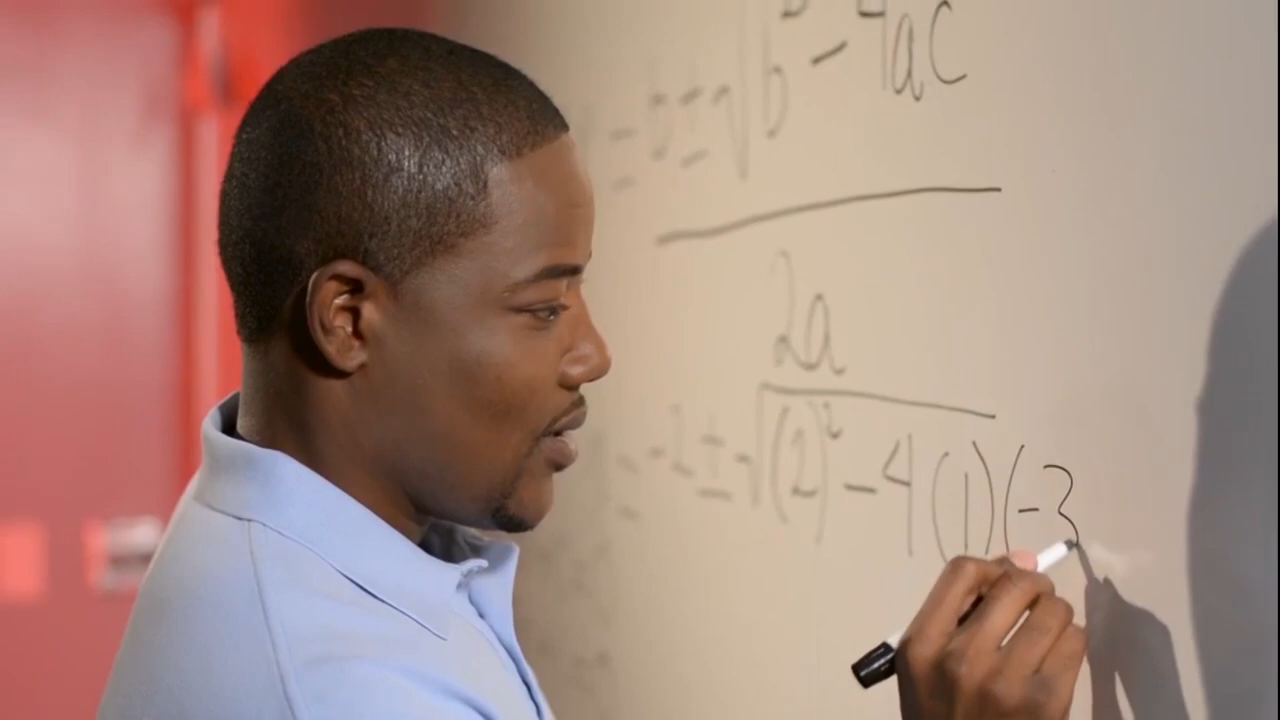 = -b ± √b² - 4ac
2a
= -2 ± √(2)² - 4(1)(-3